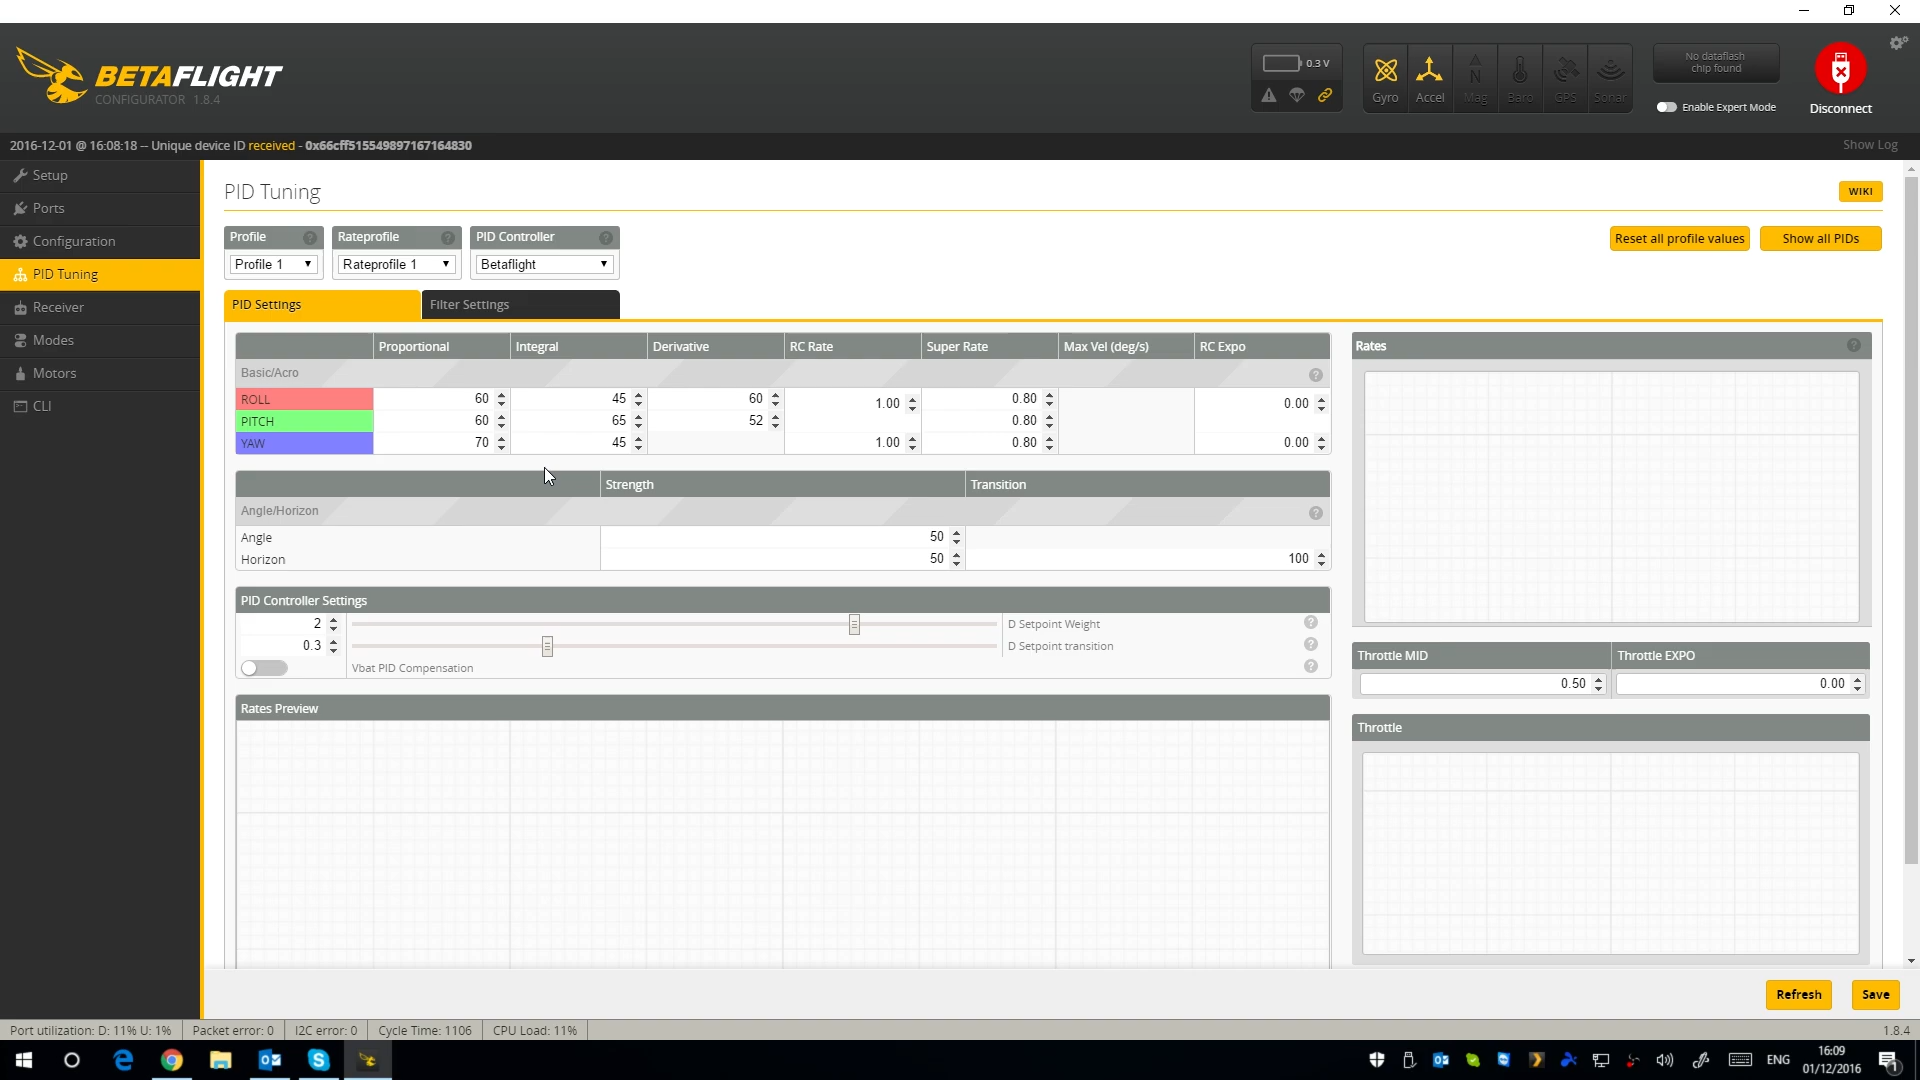 0.3 V
No dataflash
chip found
BETAFLIGHT
CONFIGURATOR 1.8.4
Gyro Accel Mag Baro GPS Sonar
Enable Expert Mode
Disconnect
2016-12-01 @ 16:08:18 -- Unique device ID received - 0x66cff515549897167164830
Show Log
Setup
Ports
Configuration
PID Tuning
Receiver
Modes
Motors
CLI
PID Tuning
WIKI
Profile Rateprofile PID Controller
Profile 1 Rateprofile 1 Betaflight
Reset all profile values Show all PIDs
PID Settings Filter Settings
Proportional Integral Derivative RC Rate Super Rate Max Vel (deg/s) RC Expo
Basic/Acro
ROLL 60 45 60 1.00 0.80 0.00
PITCH 60 65 52 0.80
YAW 70 45 1.00 0.80 0.00
Strength Transition
Angle/Horizon
Angle 50
Horizon 50 100
PID Controller Settings
2 D Setpoint Weight
0.3 D Setpoint transition
Vbat PID Compensation
Rates Preview
Rates
Throttle MID Throttle EXPO
0.50 0.00
Throttle
Refresh Save
Port utilization: D: 11% U: 1% Packet error: 0 I2C error: 0 Cycle Time: 1106 CPU Load: 11% 1.8.4
ENG
16:09
01/12/2016
1